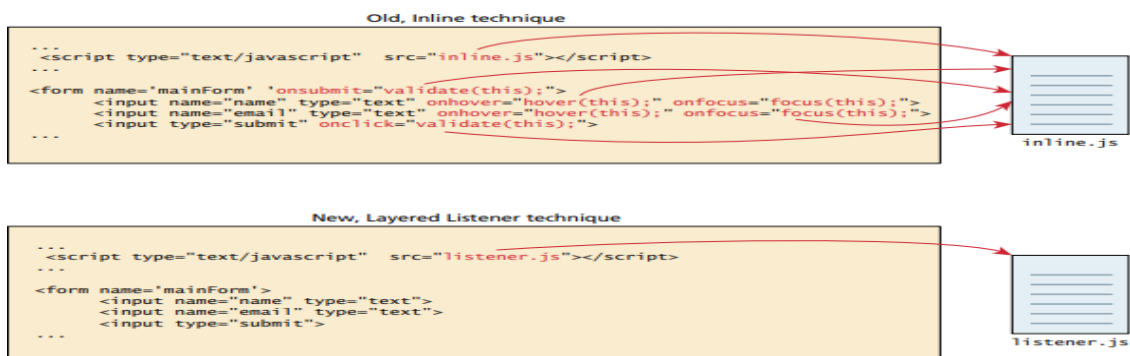 Old, Inline technique
...
<script type="text/javascript"  src="inline.js"></script>
...
<form name='mainForm' 'onsubmit="validate(this);">
<input name="name" type="text" onhover="hover(this);" onfocus="focus(this);">
<input name="email" type="text" onhover="hover(this);" onfocus="focus(this);">
<input type="submit" onclick="validate(this);">
...
inline.js
New, Layered Listener technique
...
<script type="text/javascript"  src="listener.js"></script>
...
<form name='mainForm'>
<input name="name" type="text">
<input name="email" type="text">
<input type="submit">
...
listener.js